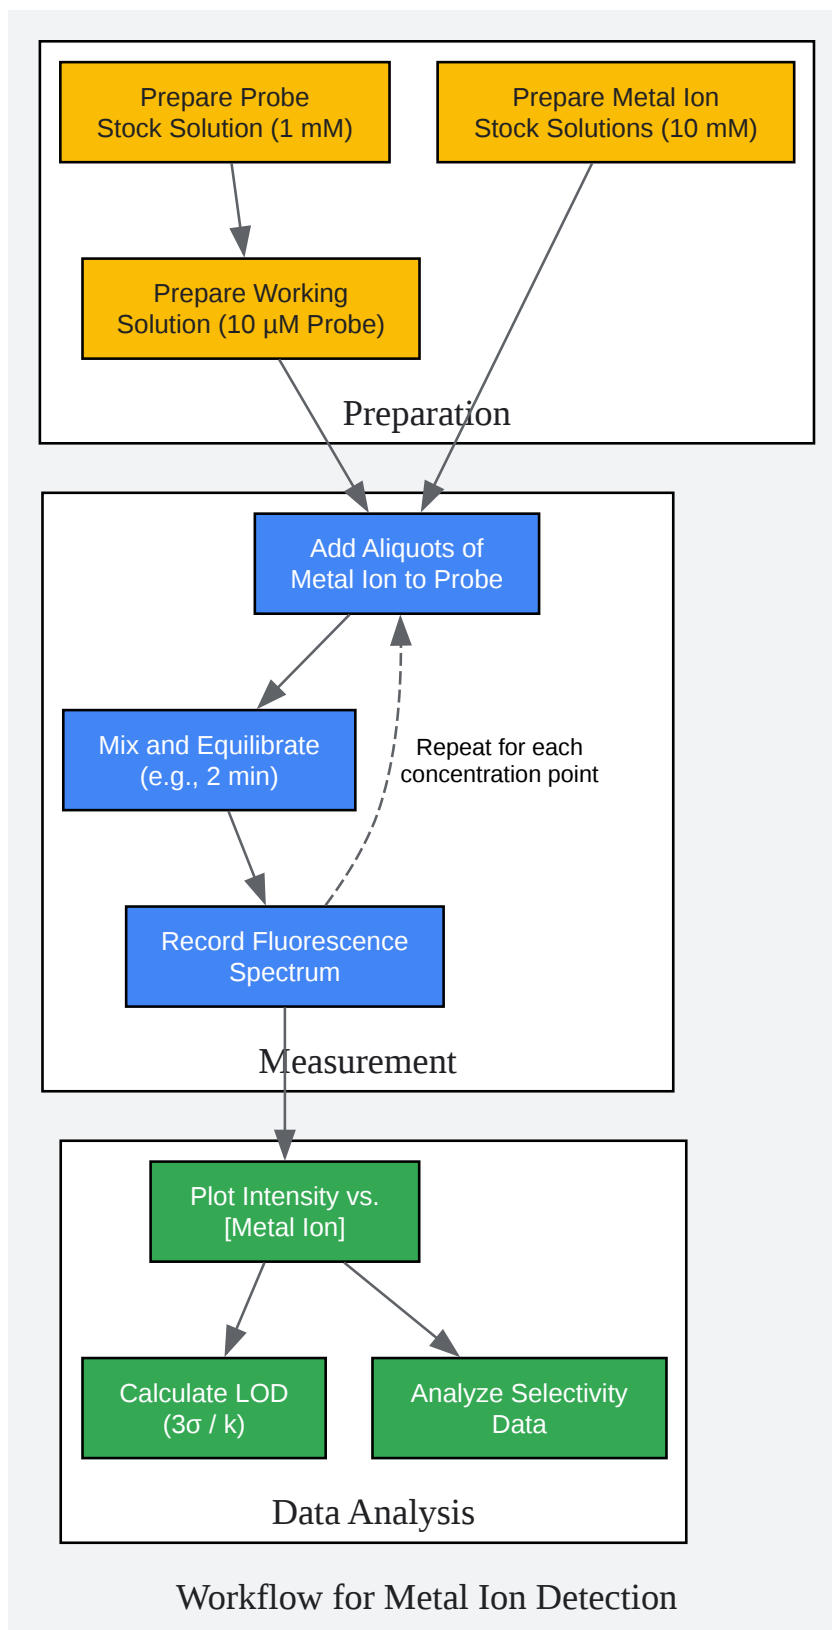 Prepare Probe
Stock Solution (1 mM)
Prepare Metal Ion
Stock Solutions (10 mM)
Prepare Working
Solution (10 µM Probe)
Preparation
Add Aliquots of
Metal Ion to Probe
Mix and Equilibrate
(e.g., 2 min)
Repeat for each
concentration point
Record Fluorescence
Spectrum
Measurement
Plot Intensity vs.
[Metal Ion]
Calculate LOD
(3σ / k)
Analyze Selectivity
Data
Data Analysis
Workflow for Metal Ion Detection